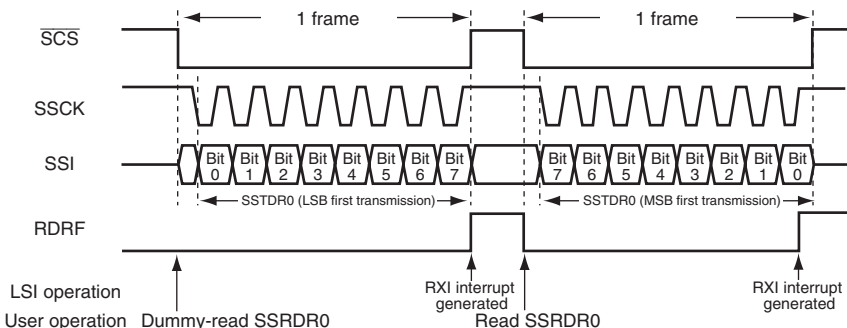 1 frame 1 frame
SCS
SSCK
SSI
Bit 0 Bit 1 Bit 2 Bit 3 Bit 4 Bit 5 Bit 6 Bit 7 Bit 7 Bit 6 Bit 5 Bit 4 Bit 3 Bit 2 Bit 1 Bit 0
SSTDR0 (LSB first transmission) SSTDR0 (MSB first transmission)
RDRF
LSI operation RXI interrupt generated RXI interrupt generated
User operation Dummy-read SSRDR0 Read SSRDR0